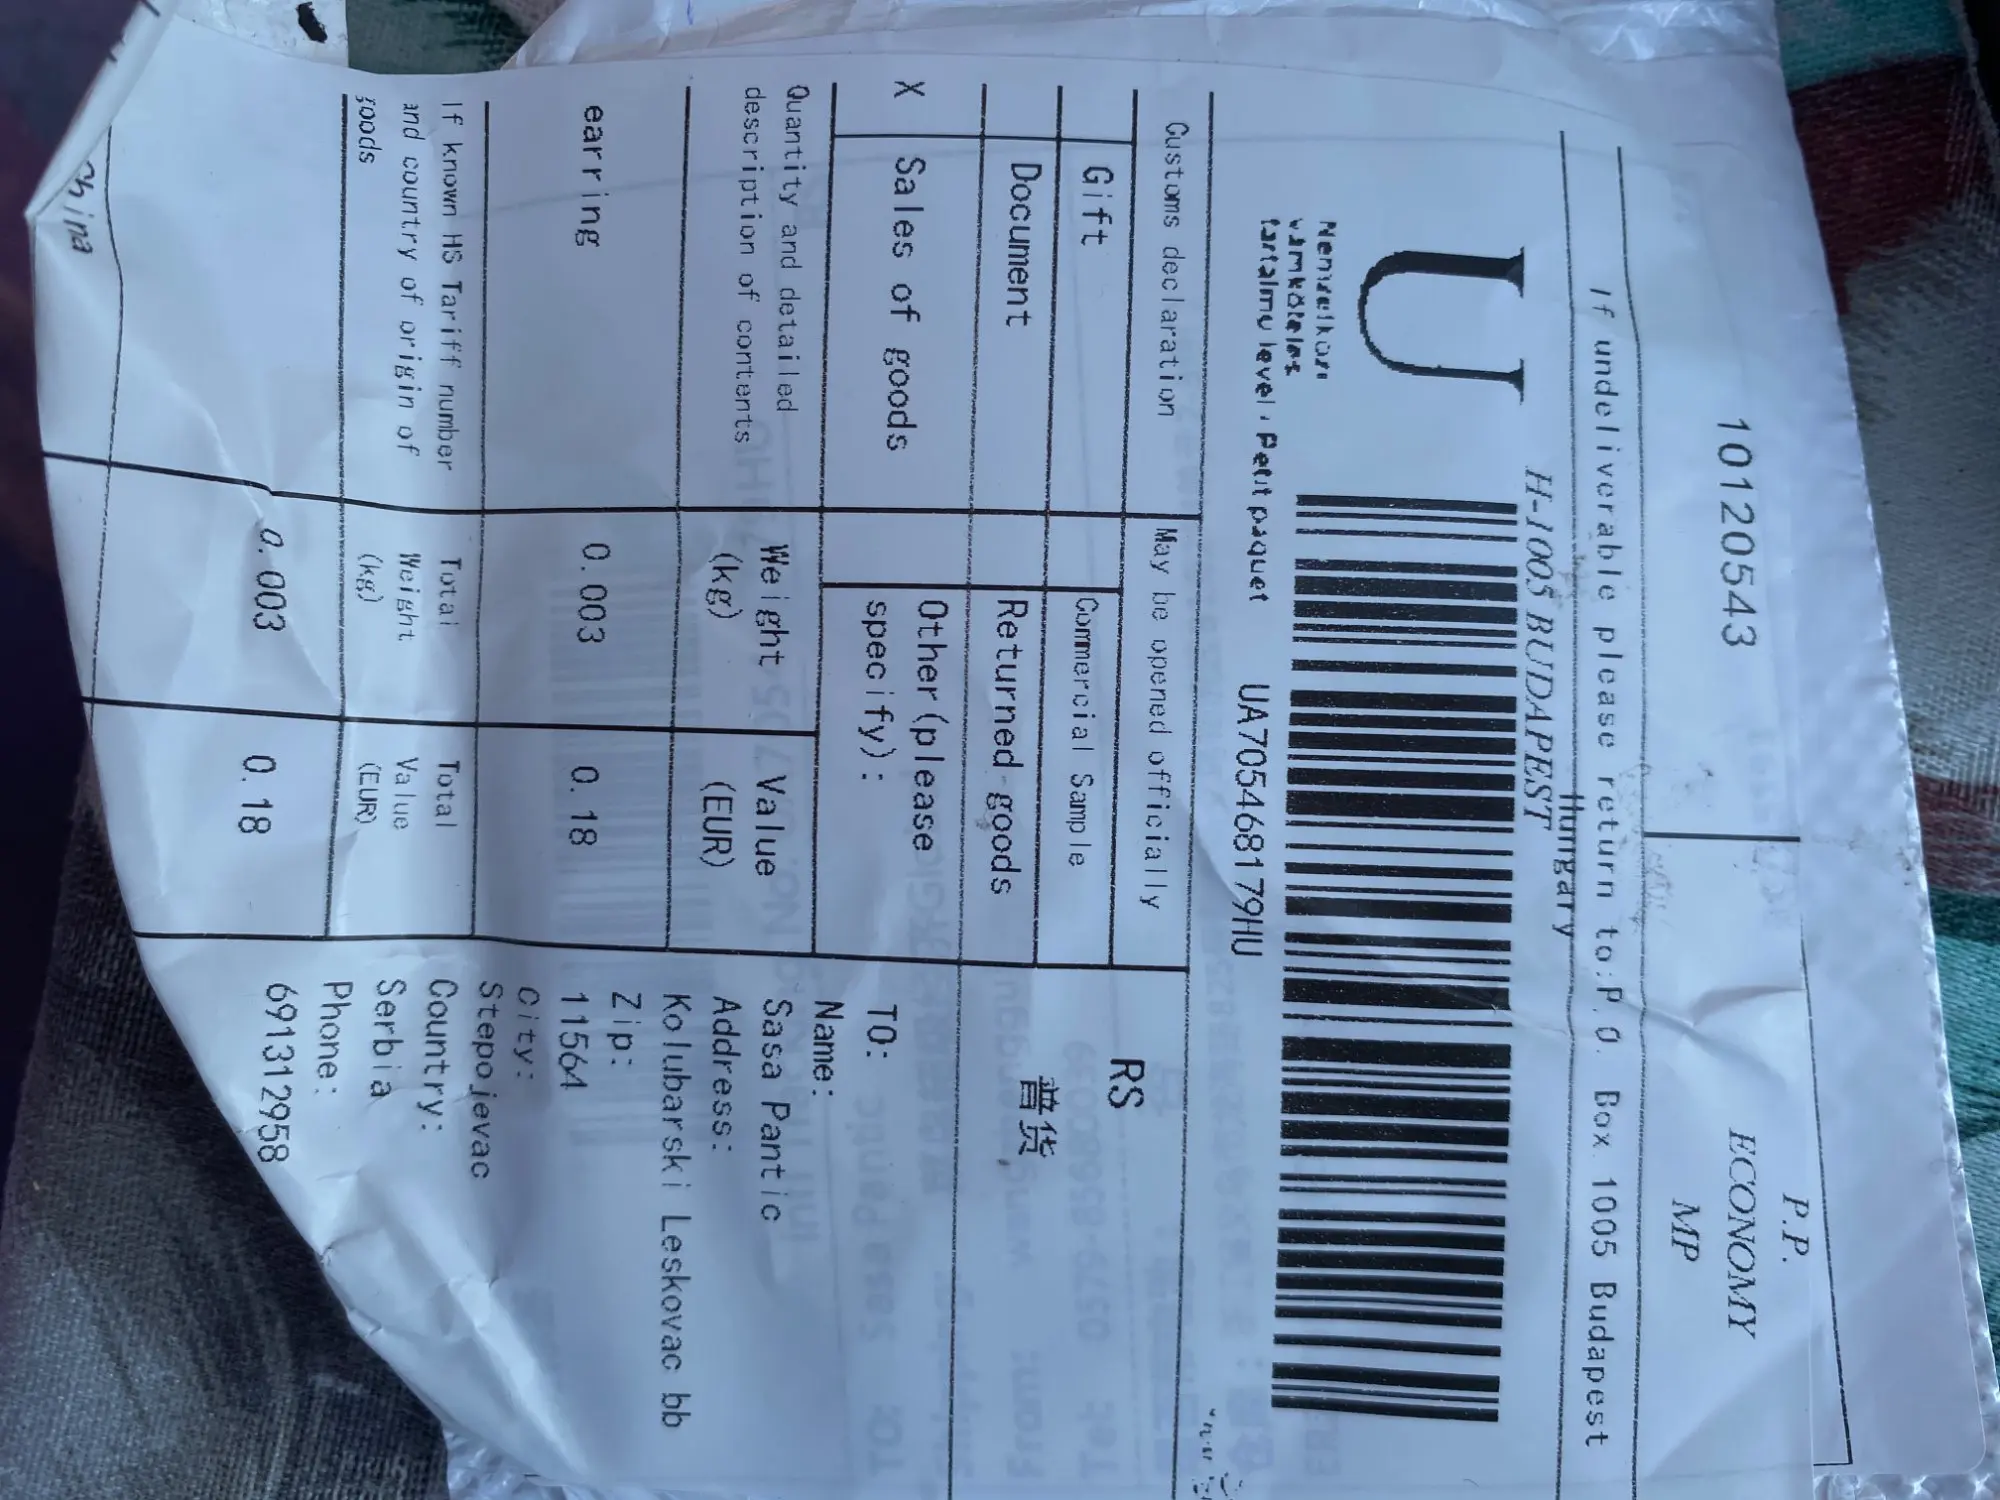 10120543
P.P.
ECONOMY
MP
If undeliverable please return to:P.O. Box 1005 Budapest
Hungary
H-1005 BUDAPEST
U
Nemzetközi
vámköteles
tartalmú levél, Petit paquet
UA705468179HU
Customs declaration
May be opened officially
Gift
Commercial Sample
Document
Returned goods
X
Sales of goods
Other(please
specify):
RS
普货
Quantity and detailed
description of contents
Weight
(kg)
Value
(EUR)
earring
0.003
0.18
If known HS Tariff number
and country of origin of
goods
Total
Weight
(kg)
Total
Value
(EUR)
0.003
0.18
China
TO:
Name:
Sasa Pantic
Address:
Kolubarski Leskovac bb
Zip:
11564
City:
Stepojevac
Country:
Serbia
Phone:
691312958